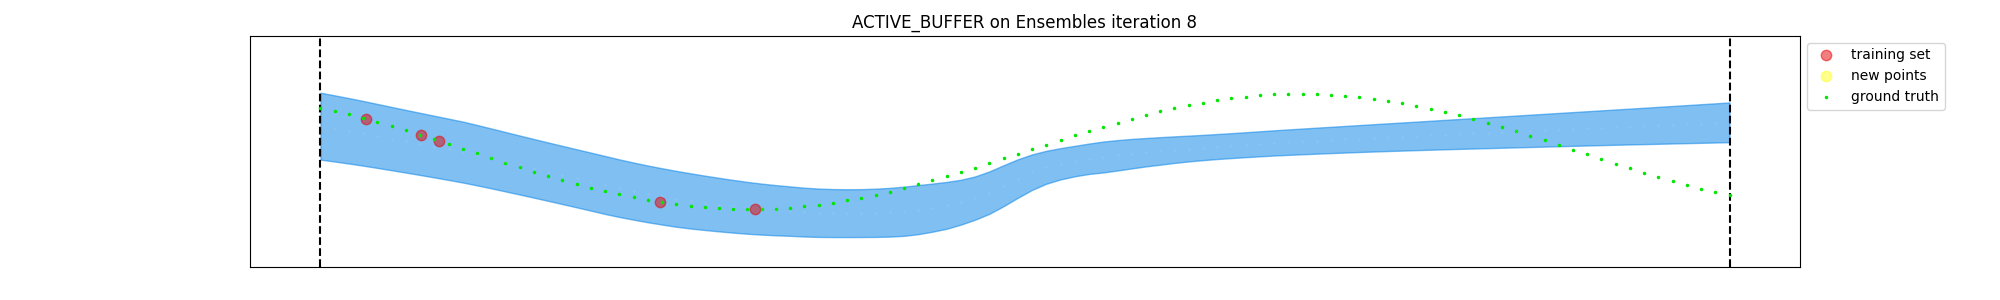 ACTIVE_BUFFER on Ensembles iteration 8
training set
new points
ground truth